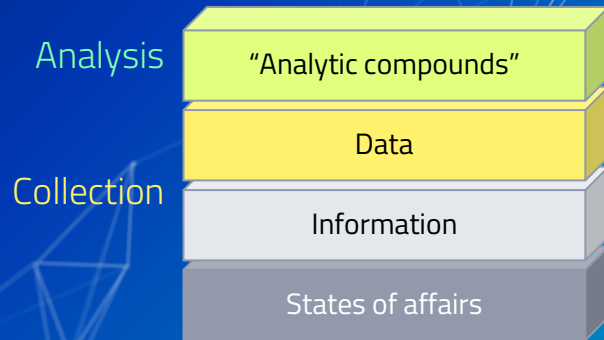 Analysis
“Analytic compounds”
Data
Collection
Information
States of affairs